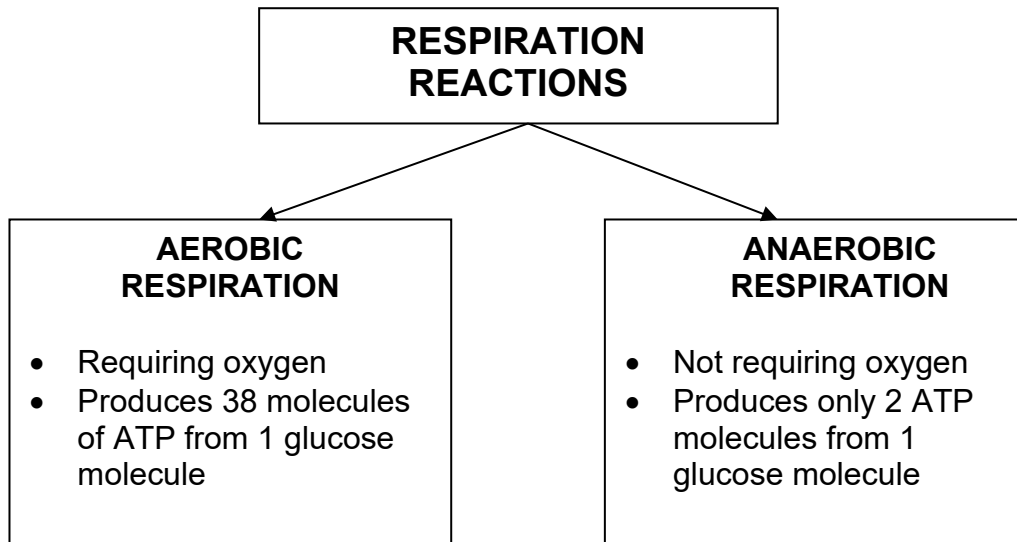 RESPIRATION
REACTIONS
AEROBIC
RESPIRATION
• Requiring oxygen
• Produces 38 molecules
of ATP from 1 glucose
molecule
ANAEROBIC
RESPIRATION
• Not requiring oxygen
• Produces only 2 ATP
molecules from 1
glucose molecule